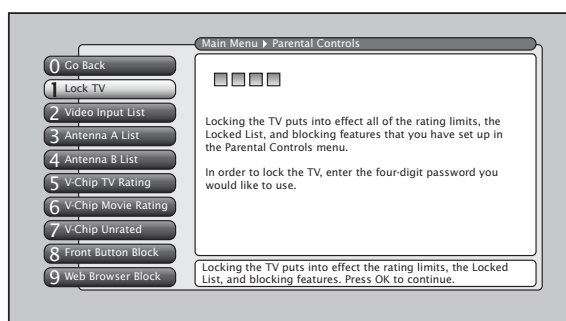 Main Menu ▶ Parental Controls
0 Go Back
1 Lock TV
2 Video Input List
3 Antenna A List
4 Antenna B List
5 V-Chip TV Rating
6 V-Chip Movie Rating
7 V-Chip Unrated
8 Front Button Block
9 Web Browser Block
Locking the TV puts into effect all of the rating limits, the
Locked List, and blocking features that you have set up in
the Parental Controls menu.
In order to lock the TV, enter the four-digit password you
would like to use.
Locking the TV puts into effect the rating limits, the Locked
List, and blocking features. Press OK to continue.